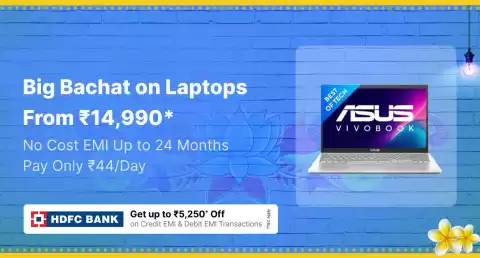 Big Bachat on Laptops
From ₹14,990*
No Cost EMI Up to 24 Months
Pay Only ₹44/Day
BEST
OF TECH
ASUS
VIVOBOOK
HDFC BANK
Get up to ₹5,250* Off
on Credit EMI & Debit EMI Transactions